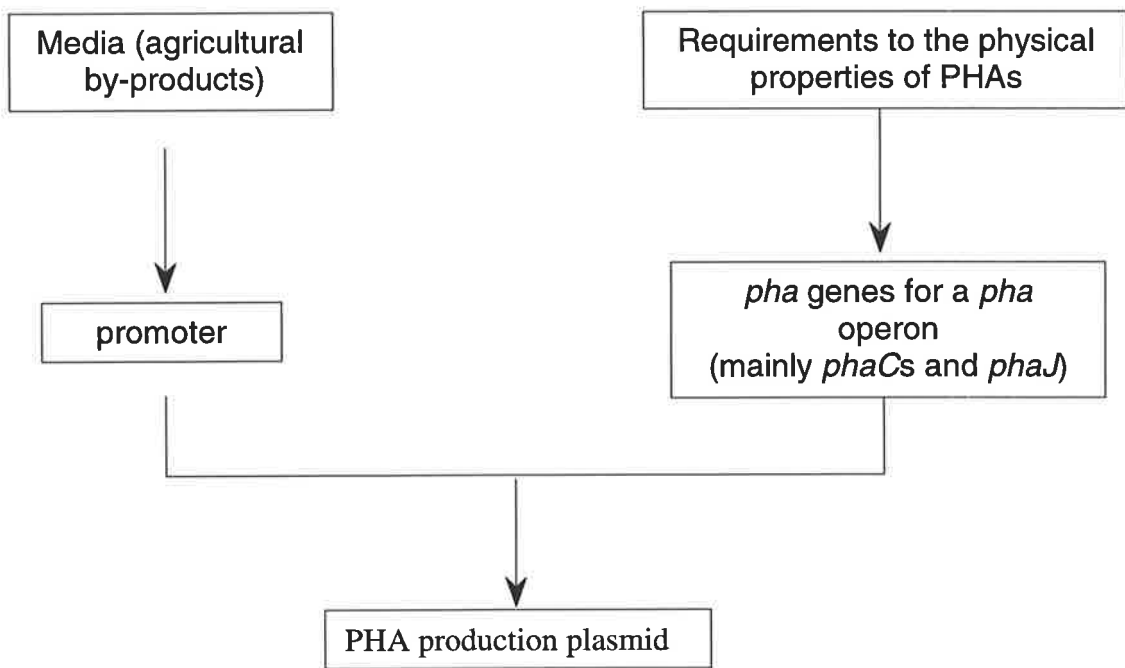 Media (agricultural
by-products)
Requirements to the physical
properties of PHAs
promoter
pha genes for a pha
operon
(mainly phaCs and phaJ)
PHA production plasmid